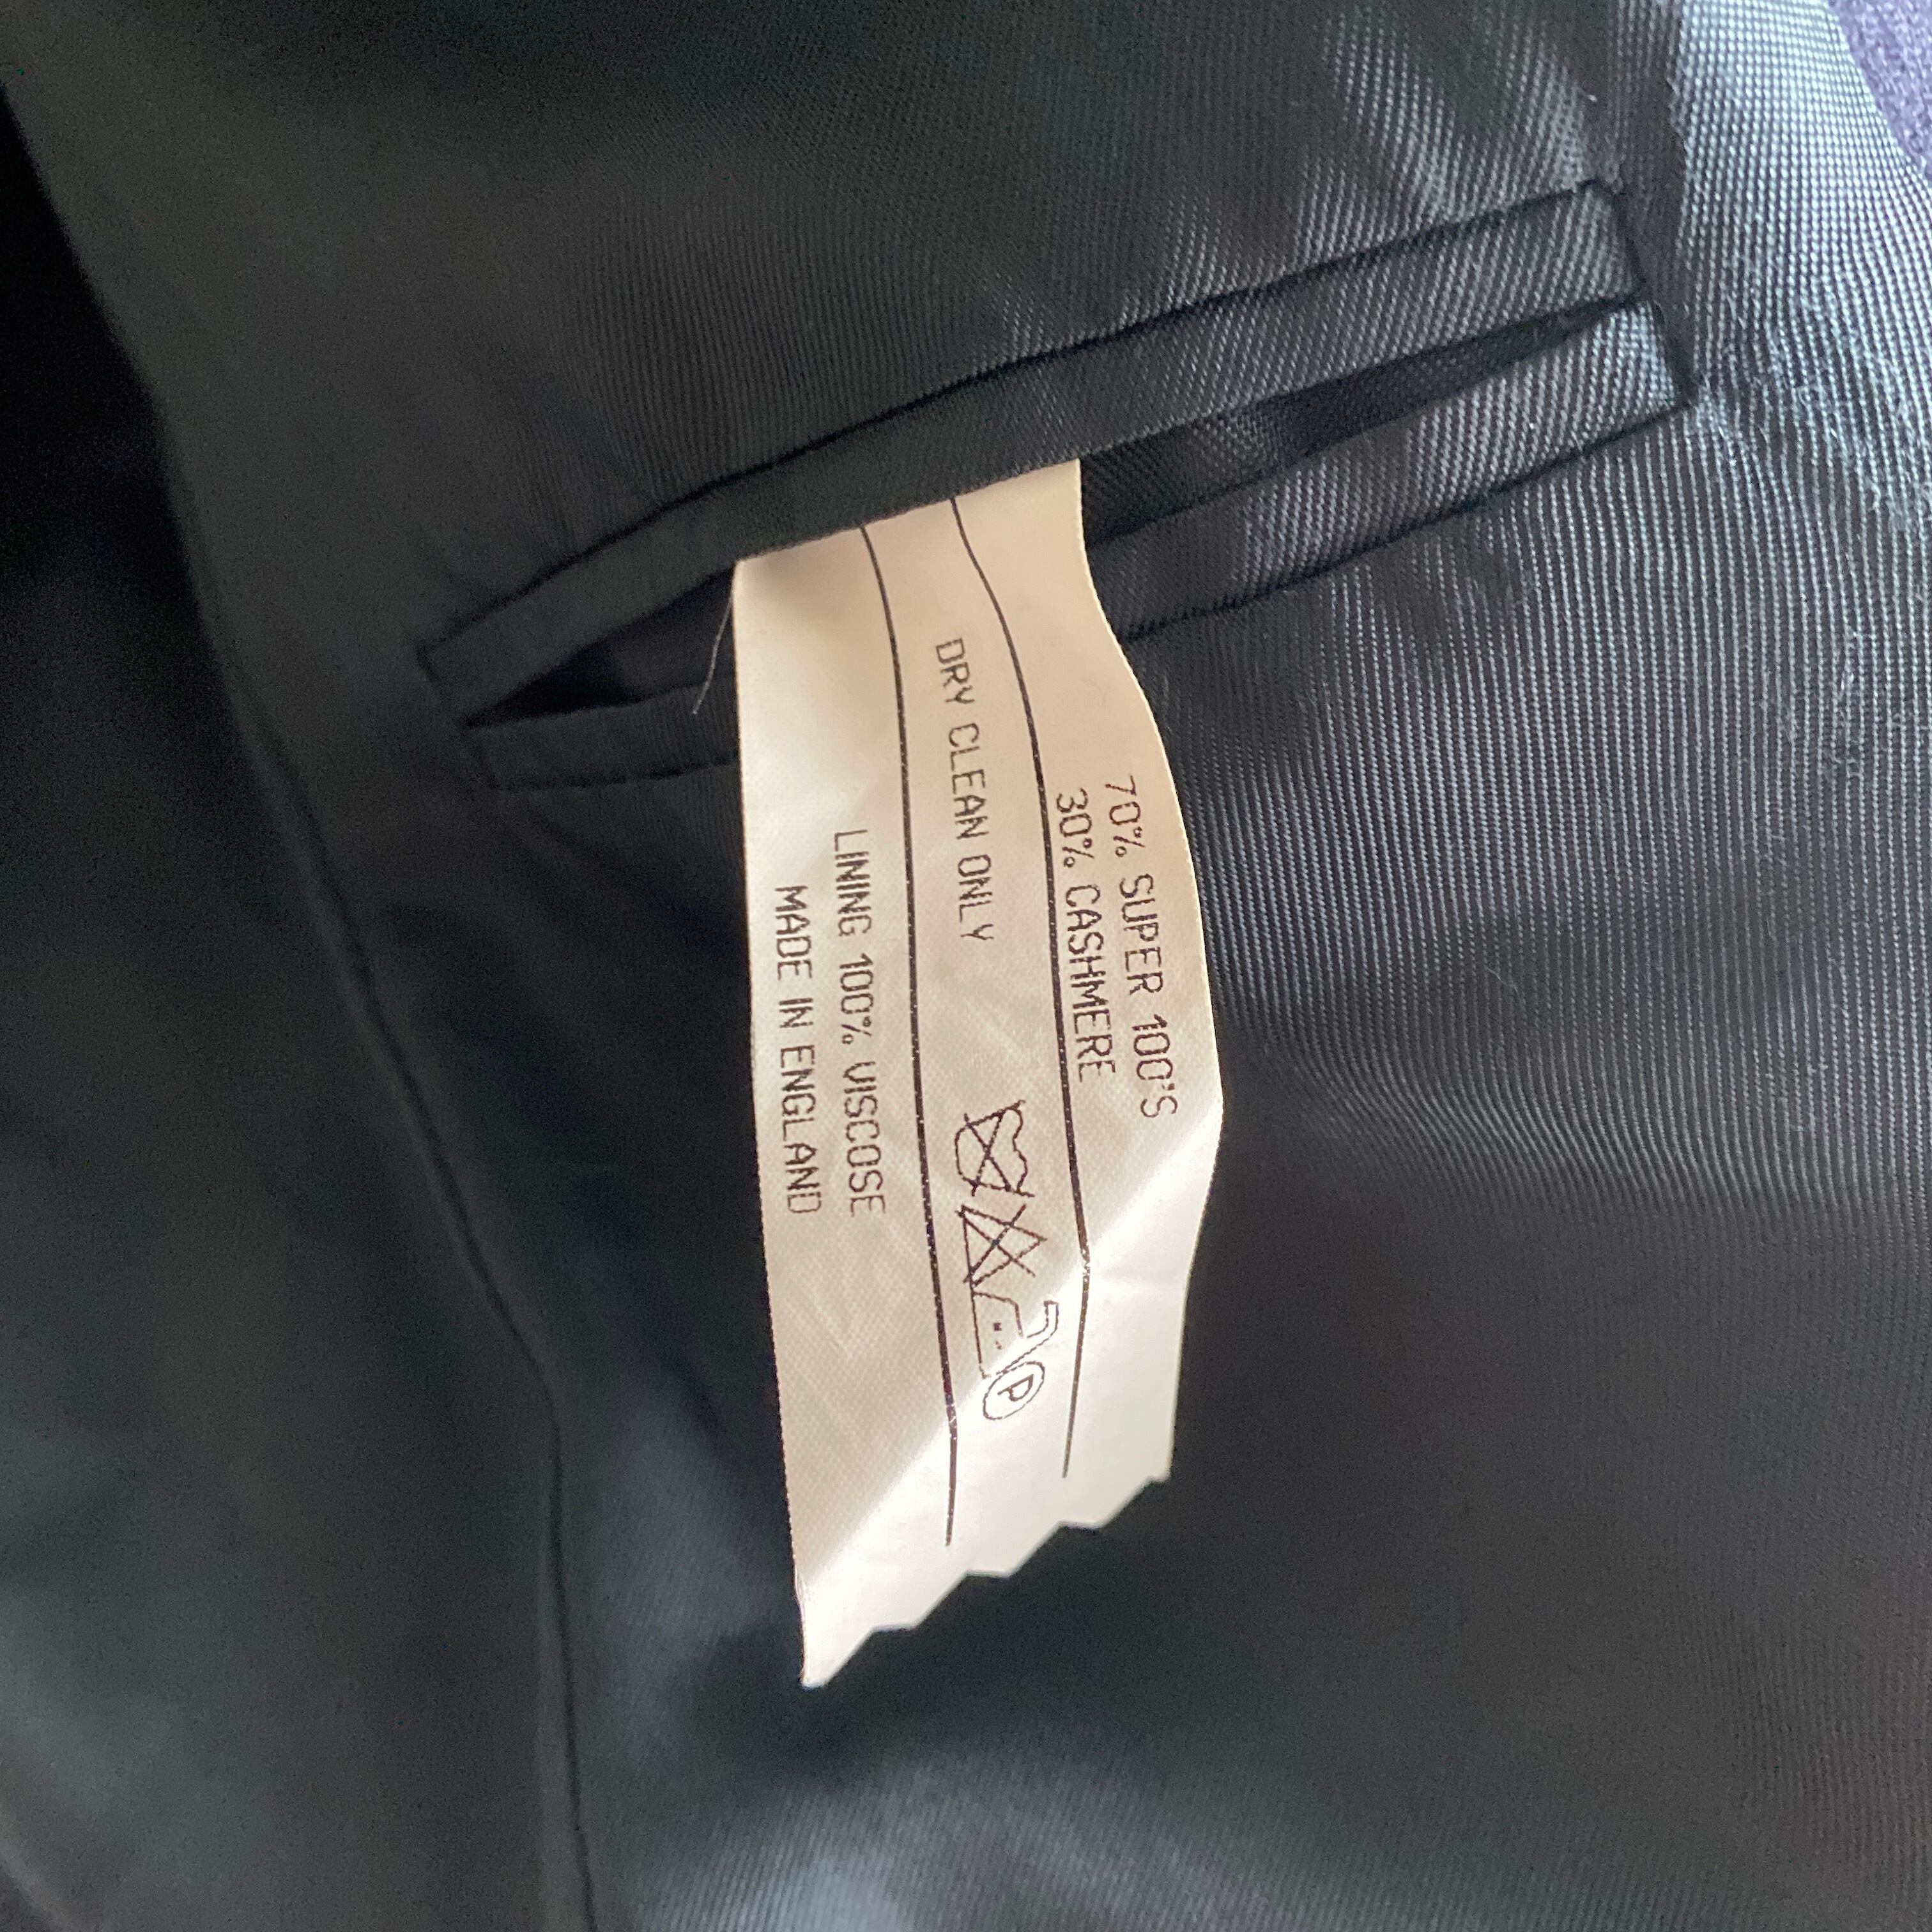 70% SUPER 100'S
30% CASHMERE
DRY CLEAN ONLY
P
LINING 100% VISCOSE
MADE IN ENGLAND